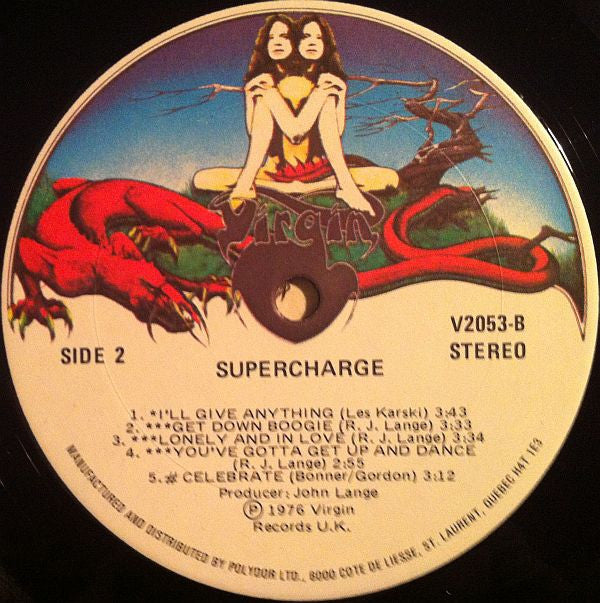 Virgin
V2053-B
SIDE 2
STEREO
SUPERCHARGE
1. *I'LL GIVE ANYTHING (Les Karski) 3:43
2. ***GET DOWN BOOGIE (R. J. Lange) 3:33
3. ***LONELY AND IN LOVE (R. J. Lange) 3:34
4. ***YOU'VE GOTTA GET UP AND DANCE
(R. J. Lange) 2:55
5.# CELEBRATE (Bonner/Gordon) 3:12
Producer: John Lange
Ⓟ 1976 Virgin
Records U.K.
MANUFACTURED AND DISTRIBUTED BY POLYDOR LTD., 6000 COTE DE LIESSE, ST. LAURENT, QUEBEC H4T 1E3